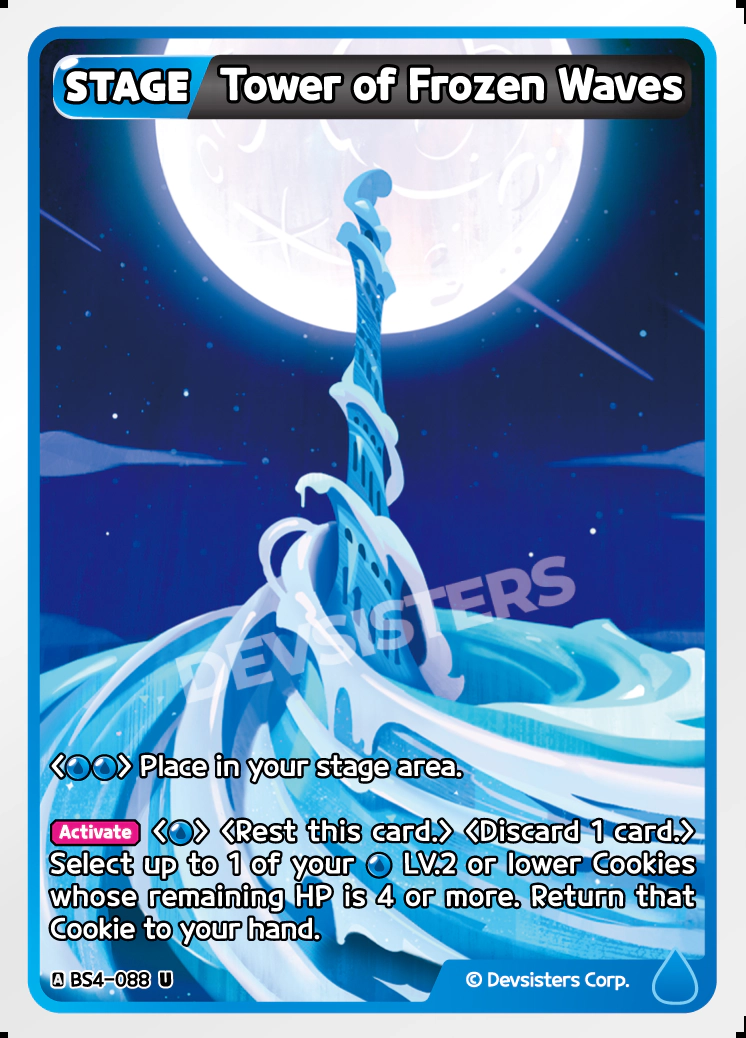 STAGE Tower of Frozen Waves
DEVSISTERS
<> Place in your stage area.
Activate <> <Rest this card.> <Discard 1 card.>
Select up to 1 of your LV.2 or lower Cookies
whose remaining HP is 4 or more. Return that
Cookie to your hand.
A BS4-088 U © Devsisters Corp.